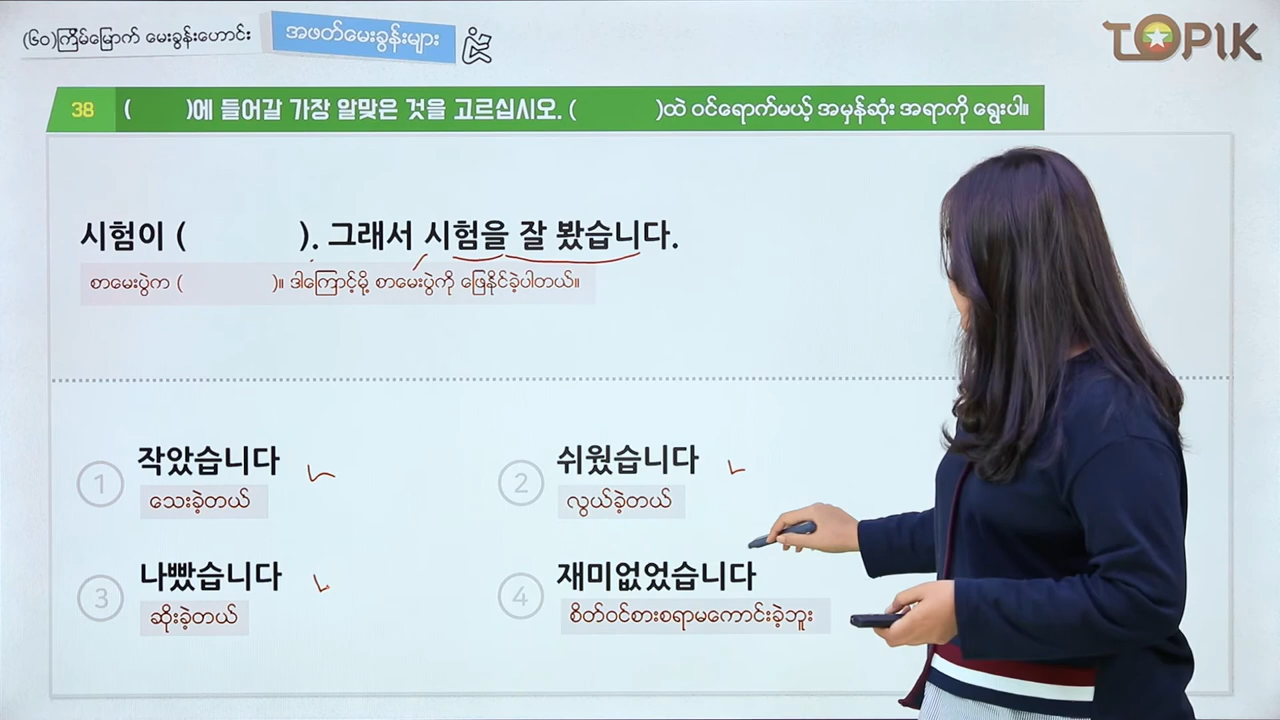 (၆၀)ကြိမ်မြောက် မေးခွန်းဟောင်း
အဖတ်မေးခွန်းများ
TOPIK
38 (        )에 들어갈 가장 알맞은 것을 고르십시오. (        )ထဲ ဝင်ရောက်မယ့် အမှန်ဆုံး အရာကို ရွေးပါ။
시험이 (        ). 그래서 시험을 잘 봤습니다.
စာမေးပွဲက (        )။ ဒါကြောင့်မို့ စာမေးပွဲကို ဖြေနိုင်ခဲ့ပါတယ်။
1 작았습니다
သေးခဲ့တယ်
2 쉬웠습니다
လွယ်ခဲ့တယ်
3 나빴습니다
ဆိုးခဲ့တယ်
4 재미없었습니다
စိတ်ဝင်စားစရာမကောင်းခဲ့ဘူး